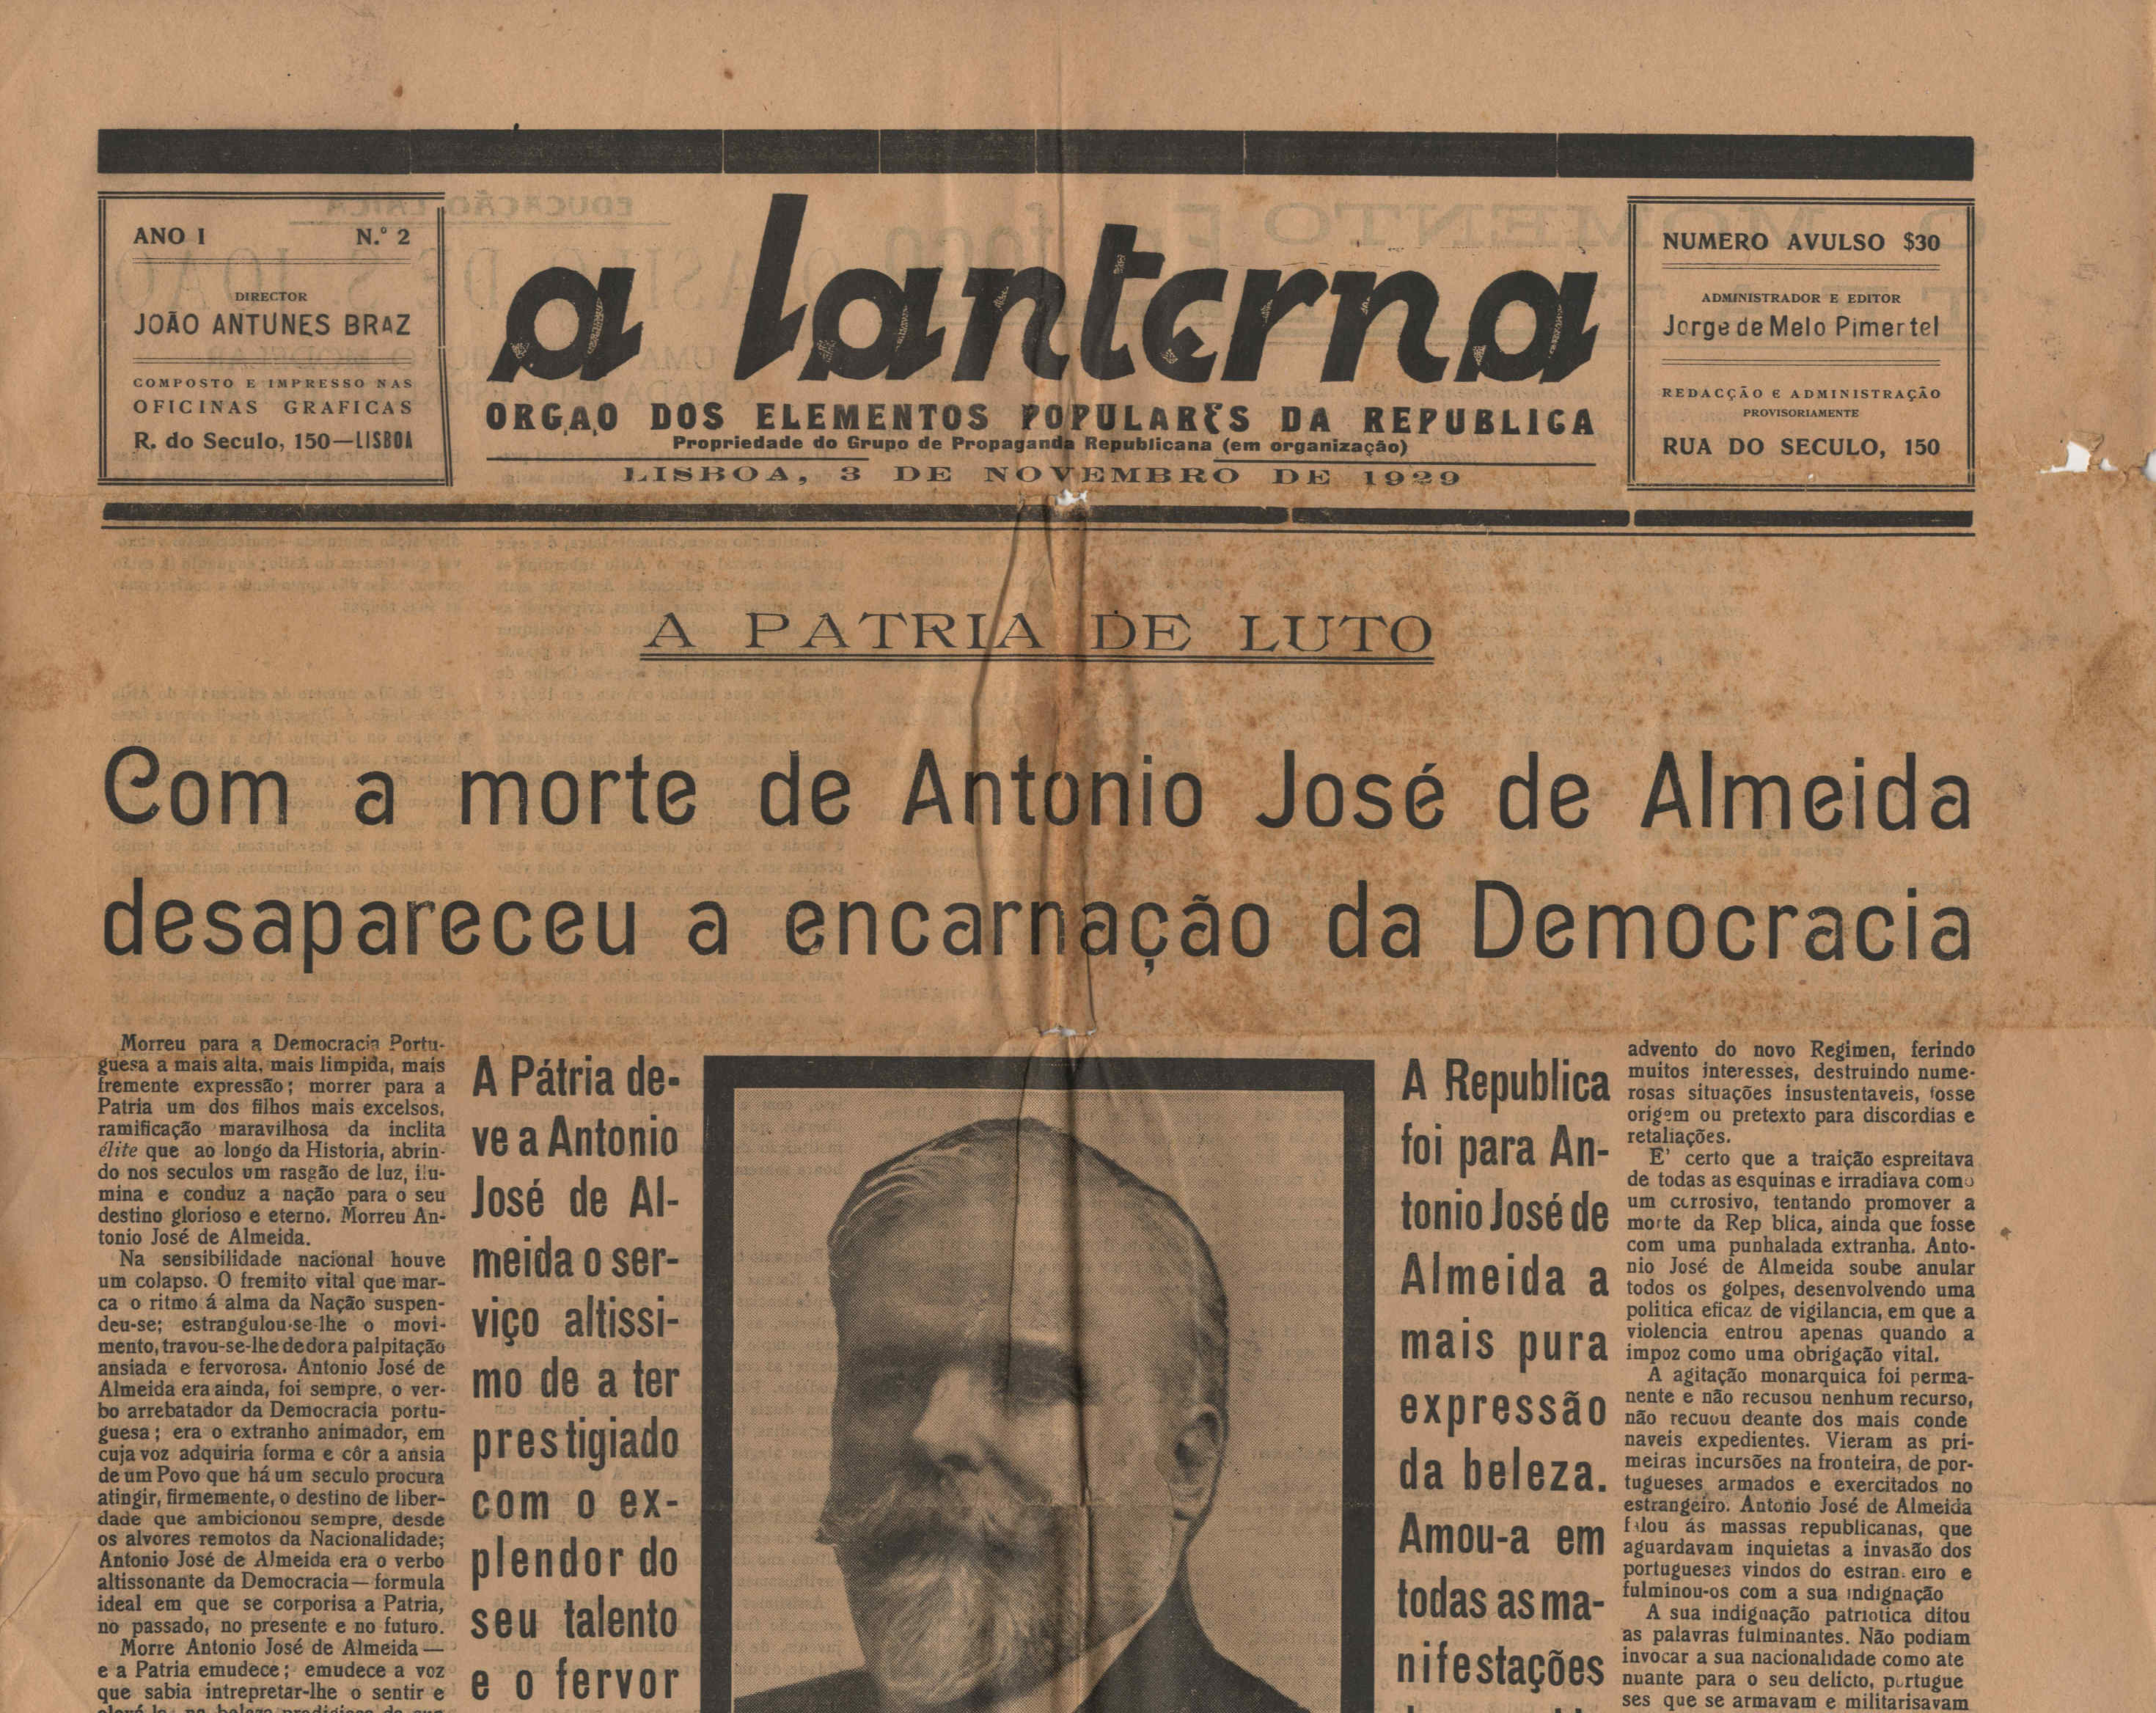 ANO I N.º 2
DIRECTOR
JOÃO ANTUNES BRAZ
COMPOSTO E IMPRESSO NAS
OFICINAS GRAFICAS
R. do Seculo, 150—LISBOA
a lanterna
ORGAO DOS ELEMENTOS POPULARES DA REPUBLICA
Propriedade do Grupo de Propaganda Republicana (em organização)
LISBOA, 3 DE NOVEMBRO DE 1929
NUMERO AVULSO $30
ADMINISTRADOR E EDITOR
Jorge de Melo Pimertel
REDACÇÃO E ADMINISTRAÇÃO
PROVISORIAMENTE
RUA DO SECULO, 150
A PATRIA DE LUTO
Com a morte de Antonio José de Almeida
desapareceu a encarnação da Democracia
Morreu para a Democracia Portu-
guesa a mais alta, mais limpida, mais
fremente expressão; morrer para a
Patria um dos filhos mais excelsos,
ramificação maravilhosa da inclita
élite que ao longo da Historia, abrin-
do nos seculos um rasgão de luz, ilu-
mina e conduz a nação para o seu
destino glorioso e eterno. Morreu An-
tonio José de Almeida.
Na sensibilidade nacional houve
um colapso. O fremito vital que mar-
ca o ritmo á alma da Nação suspen-
deu-se; estrangulou-se-lhe o movi-
mento, travou-se-lhe de dor a palpitação
ansiada e fervorosa. Antonio José de
Almeida era ainda, foi sempre, o ver-
bo arrebatador da Democracia portu-
guesa; era o extranho animador, em
cuja voz adquiria forma e côr a ansia
de um Povo que há um seculo procura
atingir, firmemente, o destino de liber-
dade que ambicionou sempre, desde
os alvores remotos da Nacionalidade;
Antonio José de Almeida era o verbo
altissonante da Democracia—formula
ideal em que se corporisa a Patria,
no passado, no presente e no futuro.
Morre Antonio José de Almeida—
e a Patria emudece; emudece a voz
que sabia intrepretar-lhe o sentir e
A Pátria de-
ve a Antonio
José de Al-
meida o ser-
viço altissi-
mo de a ter
prestigiado
com o ex-
plendor do
seu talento
e o fervor
A Republica
foi para An-
tonio José de
Almeida a
mais pura
expressão
da beleza.
Amou-a em
todas as ma-
nifestações
advento do novo Regimen, ferindo
muitos interesses, destruindo nume-
rosas situações insustentaveis, fosse
origem ou pretexto para discordias e
retaliações.
E' certo que a traição espreitava
de todas as esquinas e irradiava como
um corrosivo, tentando promover a
morte da Rep blica, ainda que fosse
com uma punhalada extranha. Anto-
nio José de Almeida soube anular
todos os golpes, desenvolvendo uma
politica eficaz de vigilancia, em que a
violencia entrou apenas quando a
impoz como uma obrigação vital.
A agitação monarquica foi perma-
nente e não recusou nenhum recurso,
não recuou deante dos mais conde
naveis expedientes. Vieram as pri-
meiras incursões na fronteira, de por-
tugueses armados e exercitados no
estrangeiro. Antonio José de Almeida
falou ás massas republicanas, que
aguardavam inquietas a invasão dos
portugueses vindos do estran. eiro e
fulminou-os com a sua indignação
A sua indignação patriotica ditou
as palavras fulminantes. Não podiam
invocar a sua nacionalidade como ate
nuante para o seu delicto, portugue
ses que se armavam e militarisavam